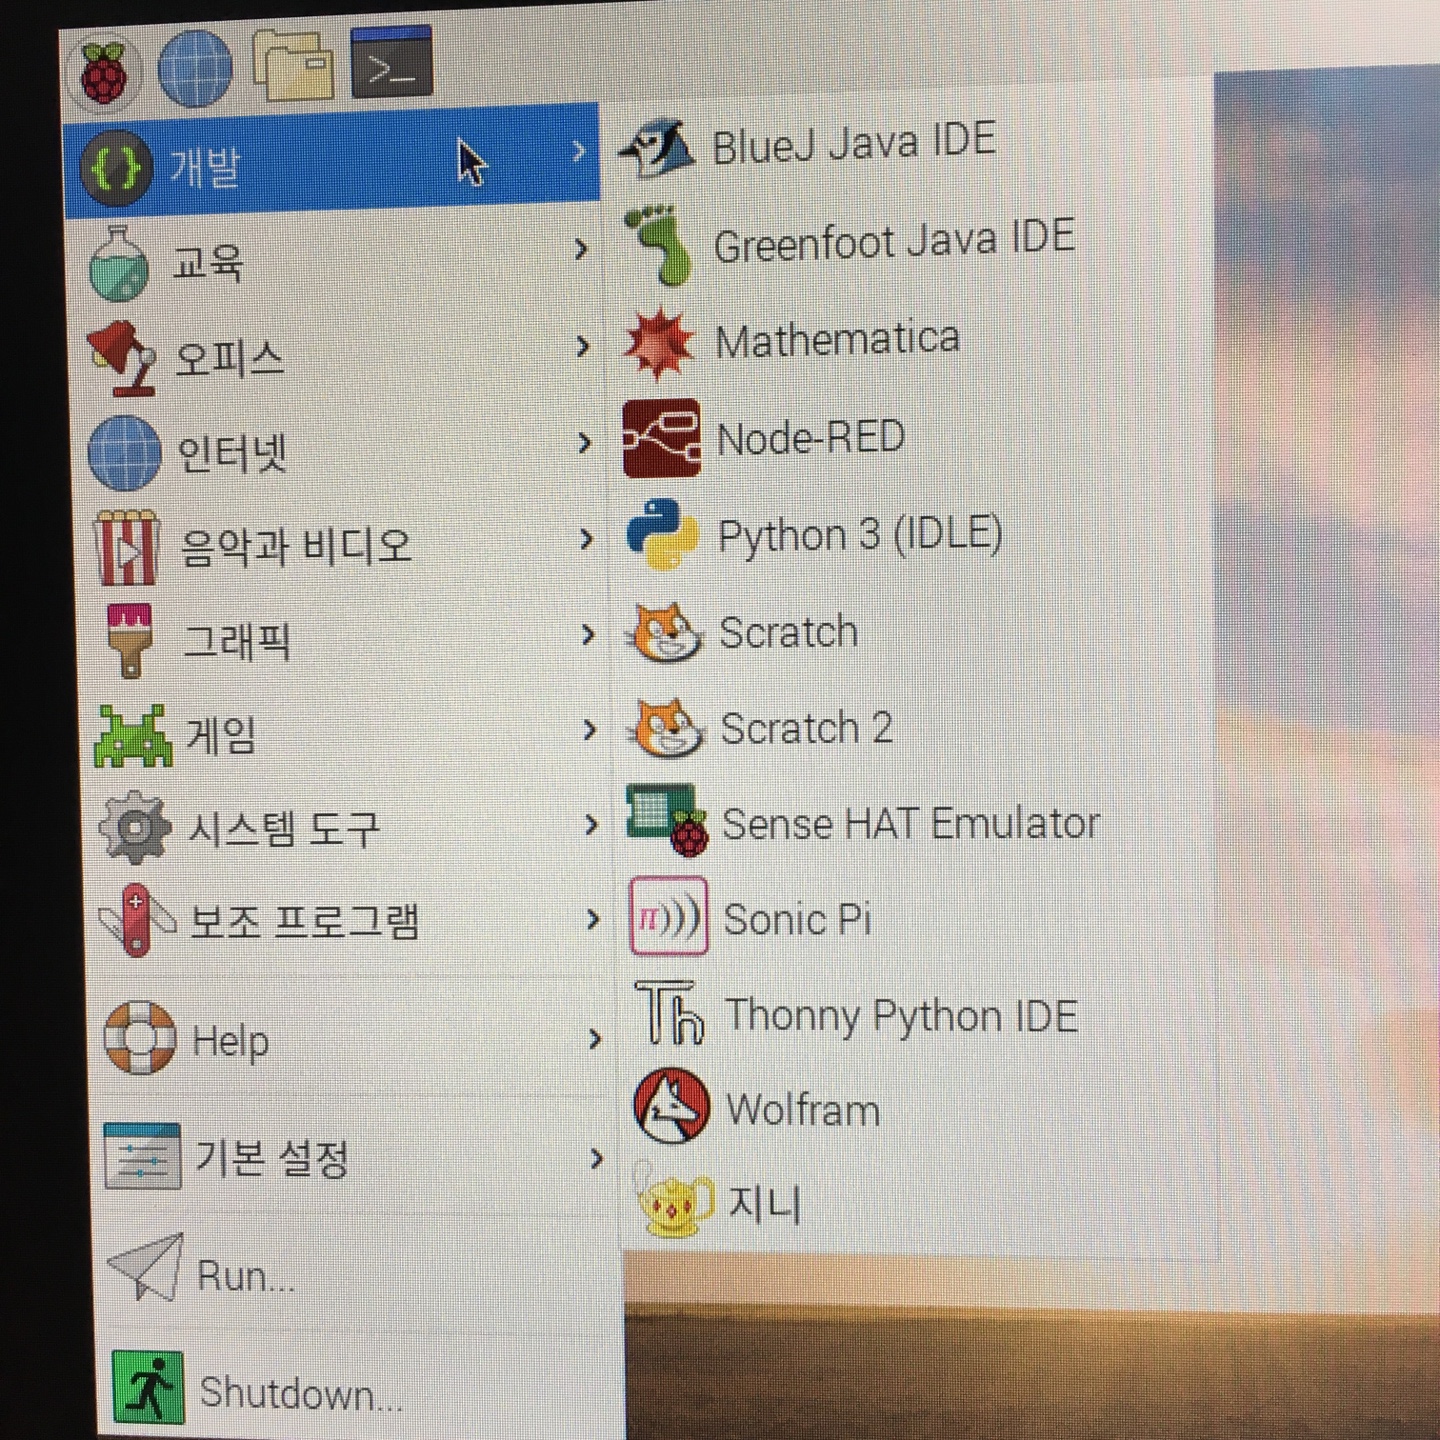 개발
교육
오피스
인터넷
음악과 비디오
그래픽
게임
시스템 도구
보조 프로그램
Help
기본 설정
Run...
Shutdown...
BlueJ Java IDE
Greenfoot Java IDE
Mathematica
Node-RED
Python 3 (IDLE)
Scratch
Scratch 2
Sense HAT Emulator
Sonic Pi
Thonny Python IDE
Wolfram
지니